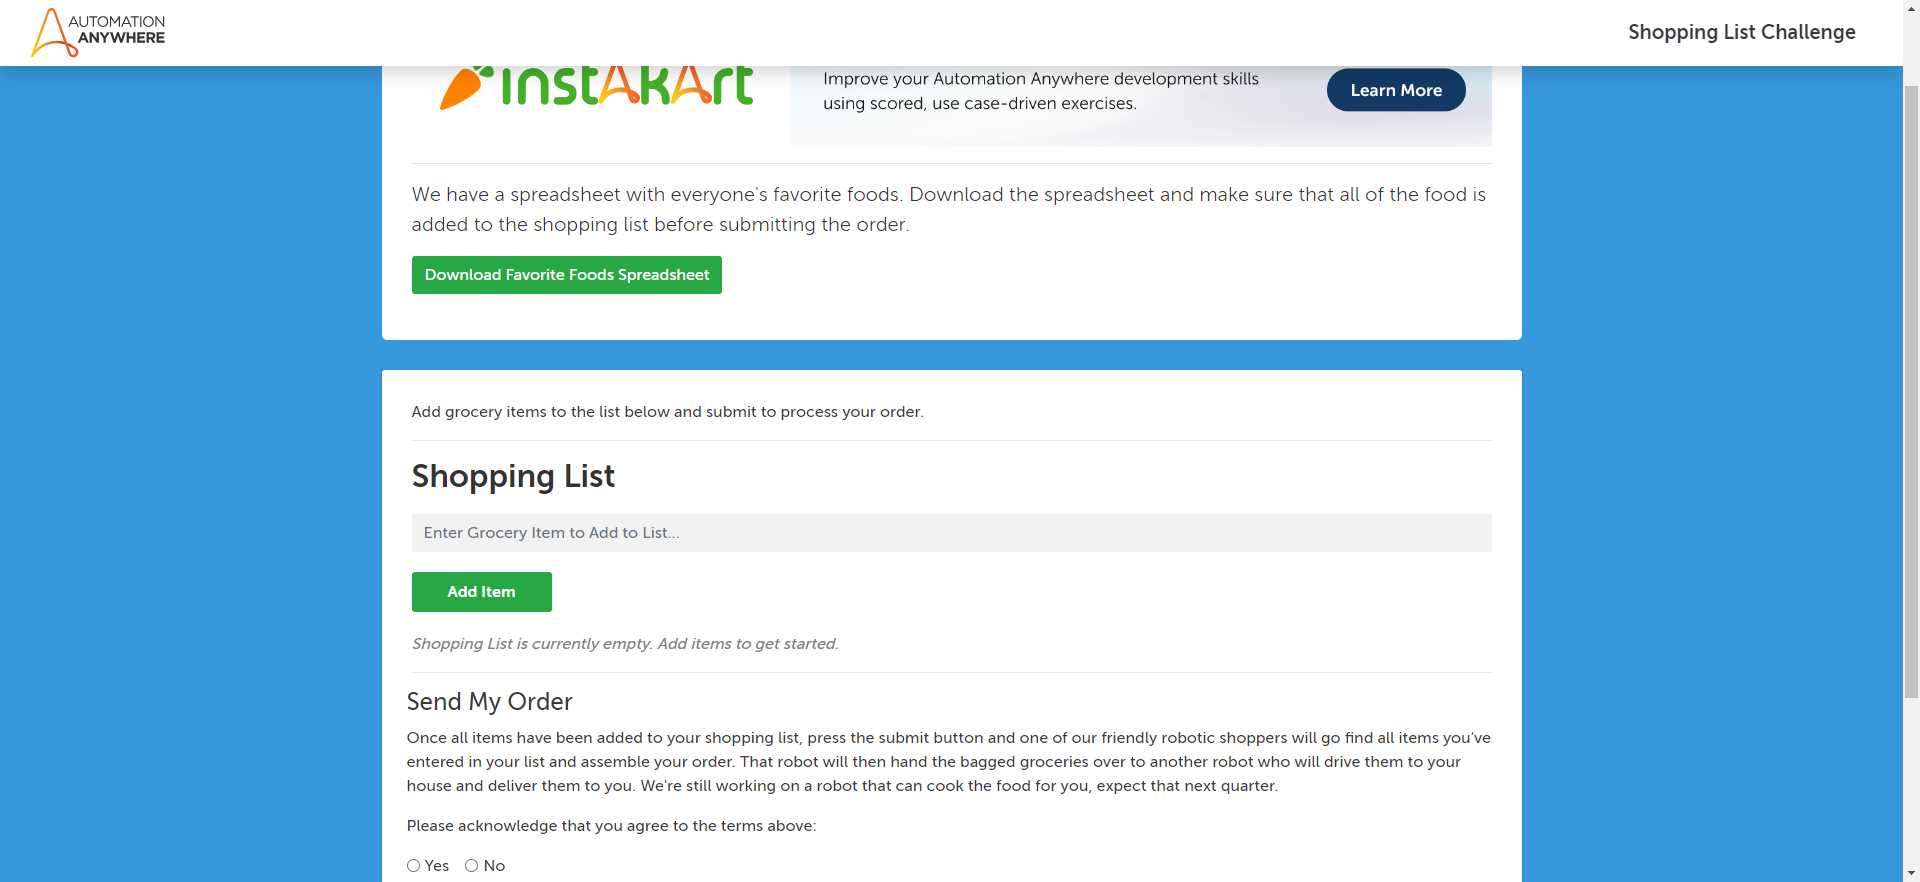 AUTOMATION
ANYWHERE
Shopping List Challenge
instAkArt
Improve your Automation Anywhere development skills
using scored, use case-driven exercises.
Learn More
We have a spreadsheet with everyone's favorite foods. Download the spreadsheet and make sure that all of the food is
added to the shopping list before submitting the order.
Download Favorite Foods Spreadsheet
Add grocery items to the list below and submit to process your order.
Shopping List
Enter Grocery Item to Add to List...
Add Item
Shopping List is currently empty. Add items to get started.
Send My Order
Once all items have been added to your shopping list, press the submit button and one of our friendly robotic shoppers will go find all items you've
entered in your list and assemble your order. That robot will then hand the bagged groceries over to another robot who will drive them to your
house and deliver them to you. We're still working on a robot that can cook the food for you, expect that next quarter.
Please acknowledge that you agree to the terms above:
Yes No